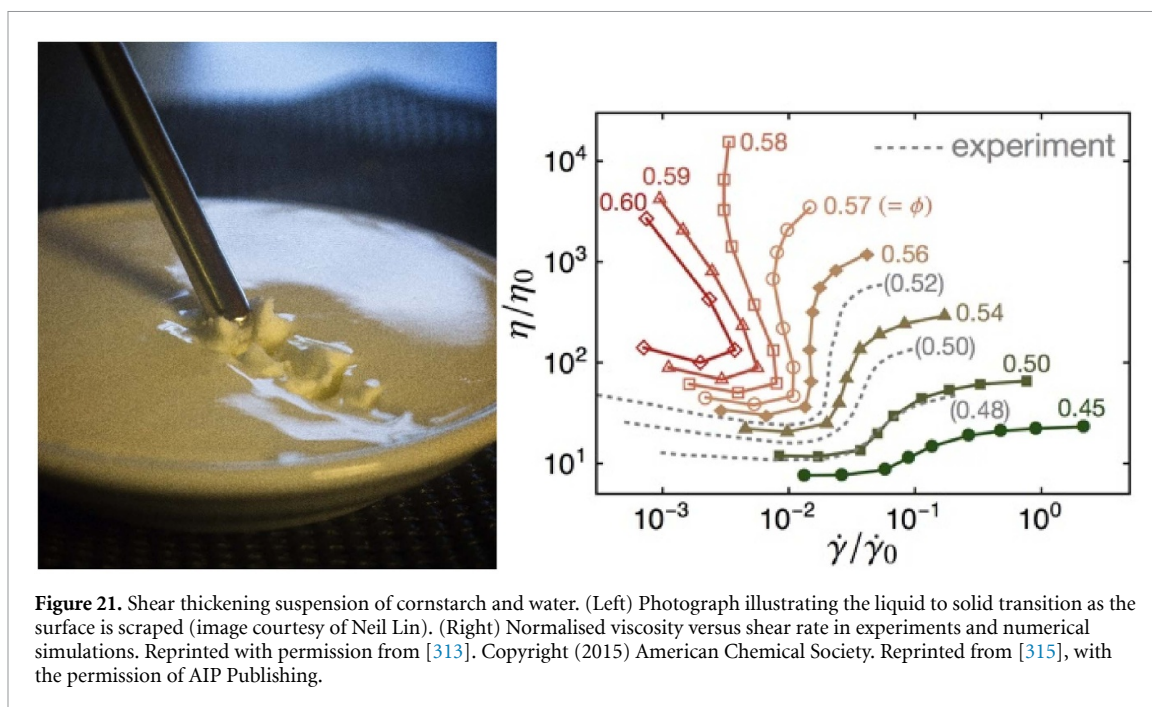 10^4
10^3
10^2
10^1
η/η₀
0.58
0.59
0.60
experiment
0.57 (= ϕ)
0.56
(0.52)
0.54
(0.50)
0.50
(0.48)
0.45
10^-3
10^-2
10^-1
10^0
γ̇/γ̇₀
Figure 21. Shear thickening suspension of cornstarch and water. (Left) Photograph illustrating the liquid to solid transition as the
surface is scraped (image courtesy of Neil Lin). (Right) Normalised viscosity versus shear rate in experiments and numerical
simulations. Reprinted with permission from [313]. Copyright (2015) American Chemical Society. Reprinted from [315], with
the permission of AIP Publishing.